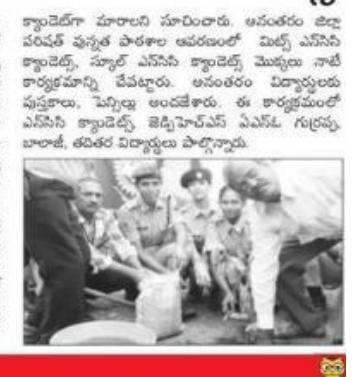 క్యాండెట్‌గా మారాలని సూచించారు. అనంతరం జిల్లా
పరిషత్ వున్నత పాఠశాల ఆవరణంలో మిట్స్ ఎన్‌సిసి
క్యాండెట్స్, స్కూల్ ఎన్‌సిసి క్యాండెట్స్ మొక్కలు నాటే
కార్యక్రమాన్ని చేపట్టారు. అనంతరం విద్యార్థులకు
పుస్తకాలు, పెన్సిల్లు అందజేశారు. ఈ కార్యక్రమంలో
ఎన్‌సిసి క్యాండెట్స్, జెడ్పిహెచ్ఎస్ ఏఎన్ఓ గుర్రప్ప,
బాలాజీ, తదితర విద్యార్థులు పాల్గొన్నారు.